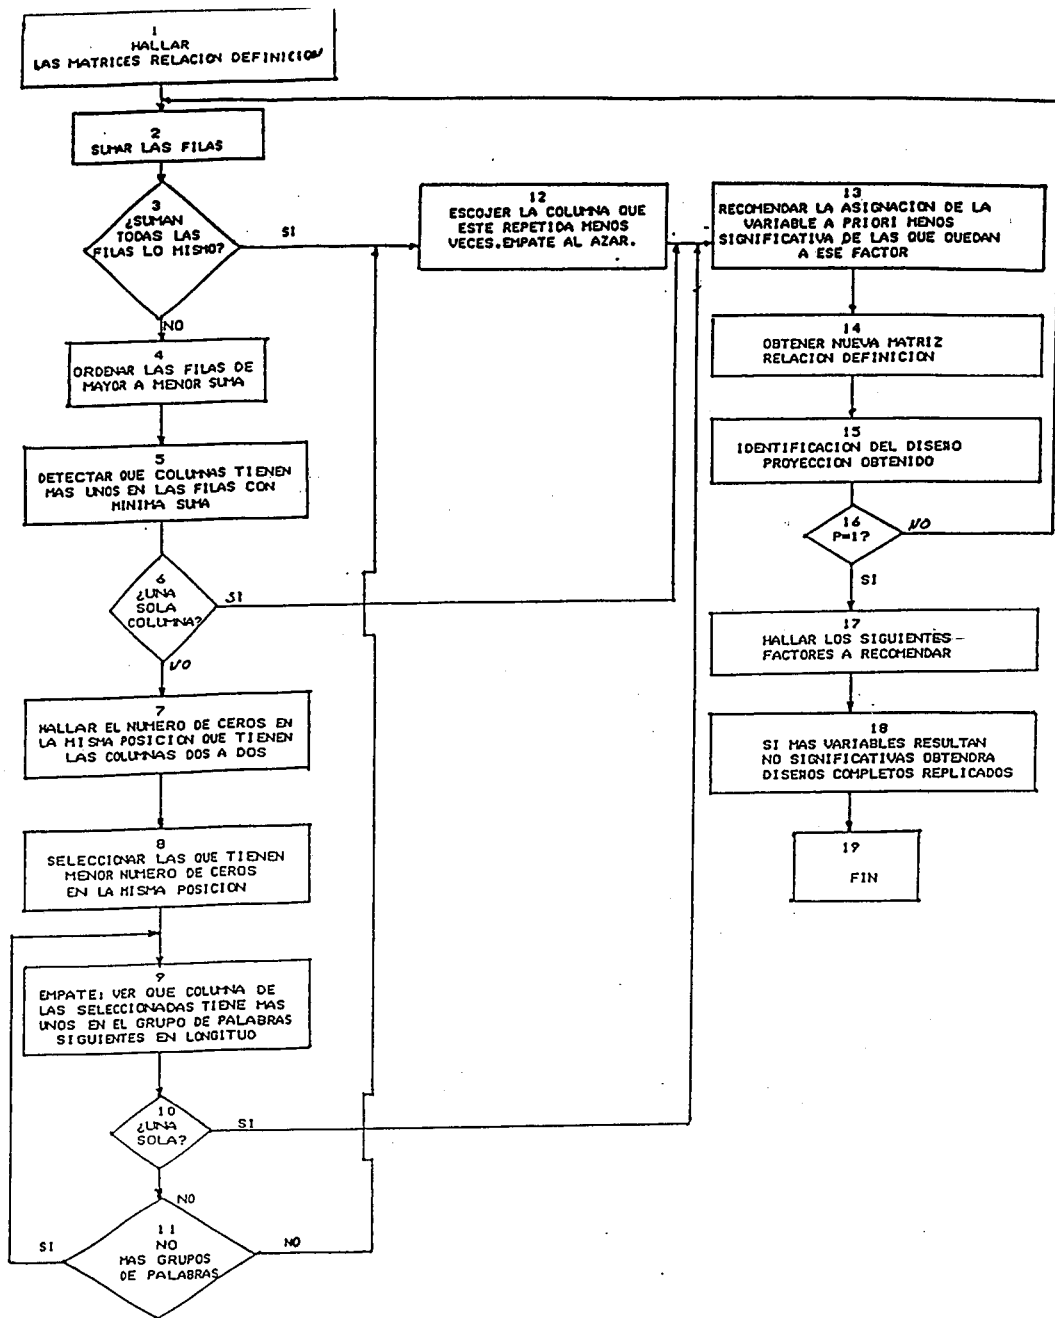 1
HALLAR
LAS MATRICES RELACION DEFINICION
2
SUMAR LAS FILAS
3
¿SUMAN
TODAS LAS
FILAS LO MISMO?
SI
NO
4
ORDENAR LAS FILAS DE
MAYOR A MENOR SUMA
5
DETECTAR QUE COLUMNAS TIENEN
MAS UNOS EN LAS FILAS CON
MINIMA SUMA
6
¿UNA
SOLA
COLUMNA?
SI
NO
7
HALLAR EL NUMERO DE CEROS EN
LA MISMA POSICION QUE TIENEN
LAS COLUMNAS DOS A DOS
8
SELECCIONAR LAS QUE TIENEN
MENOR NUMERO DE CEROS
EN LA MISMA POSICION
9
EMPATE: VER QUE COLUMNA DE
LAS SELECCIONADAS TIENE MAS
UNOS EN EL GRUPO DE PALABRAS
SIGUIENTES EN LONGITUD
10
¿UNA
SOLA?
SI
NO
11
NO
MAS GRUPOS
DE PALABRAS
SI
NO
12
ESCOJER LA COLUMNA QUE
ESTE REPETIDA MENOS
VECES.EMPATE AL AZAR.
13
RECOMENDAR LA ASIGNACION DE LA
VARIABLE A PRIORI MENOS
SIGNIFICATIVA DE LAS QUE QUEDAN
A ESE FACTOR
14
OBTENER NUEVA MATRIZ
RELACION DEFINICION
15
IDENTIFICACION DEL DISEÑO
PROYECCION OBTENIDO
16
P=1?
NO
SI
17
HALLAR LOS SIGUIENTES-
FACTORES A RECOMENDAR
18
SI MAS VARIABLES RESULTAN
NO SIGNIFICATIVAS OBTENDRA
DISEÑOS COMPLETOS REPLICADOS
19
FIN